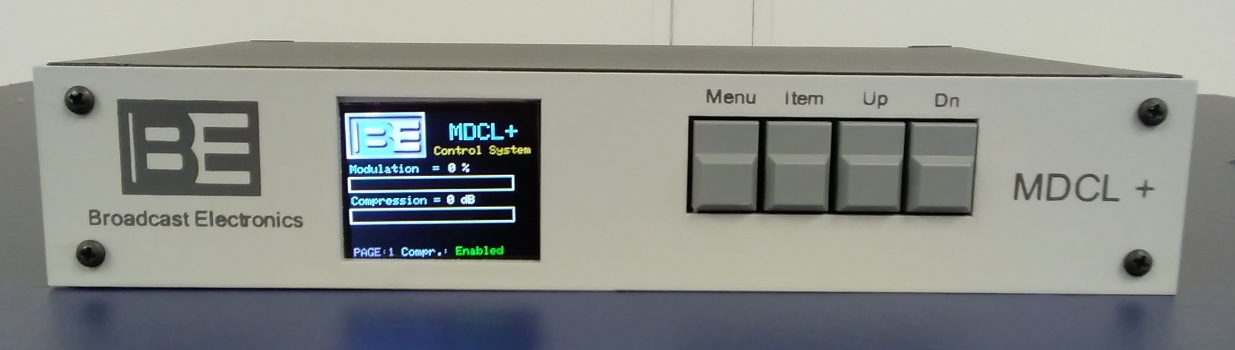 BE
Broadcast Electronics
BE
MDCL+
Control System
Modulation = 0 %
Compression = 0 dB
PAGE:1 Compr.: Enabled
Menu Item Up Dn
MDCL +